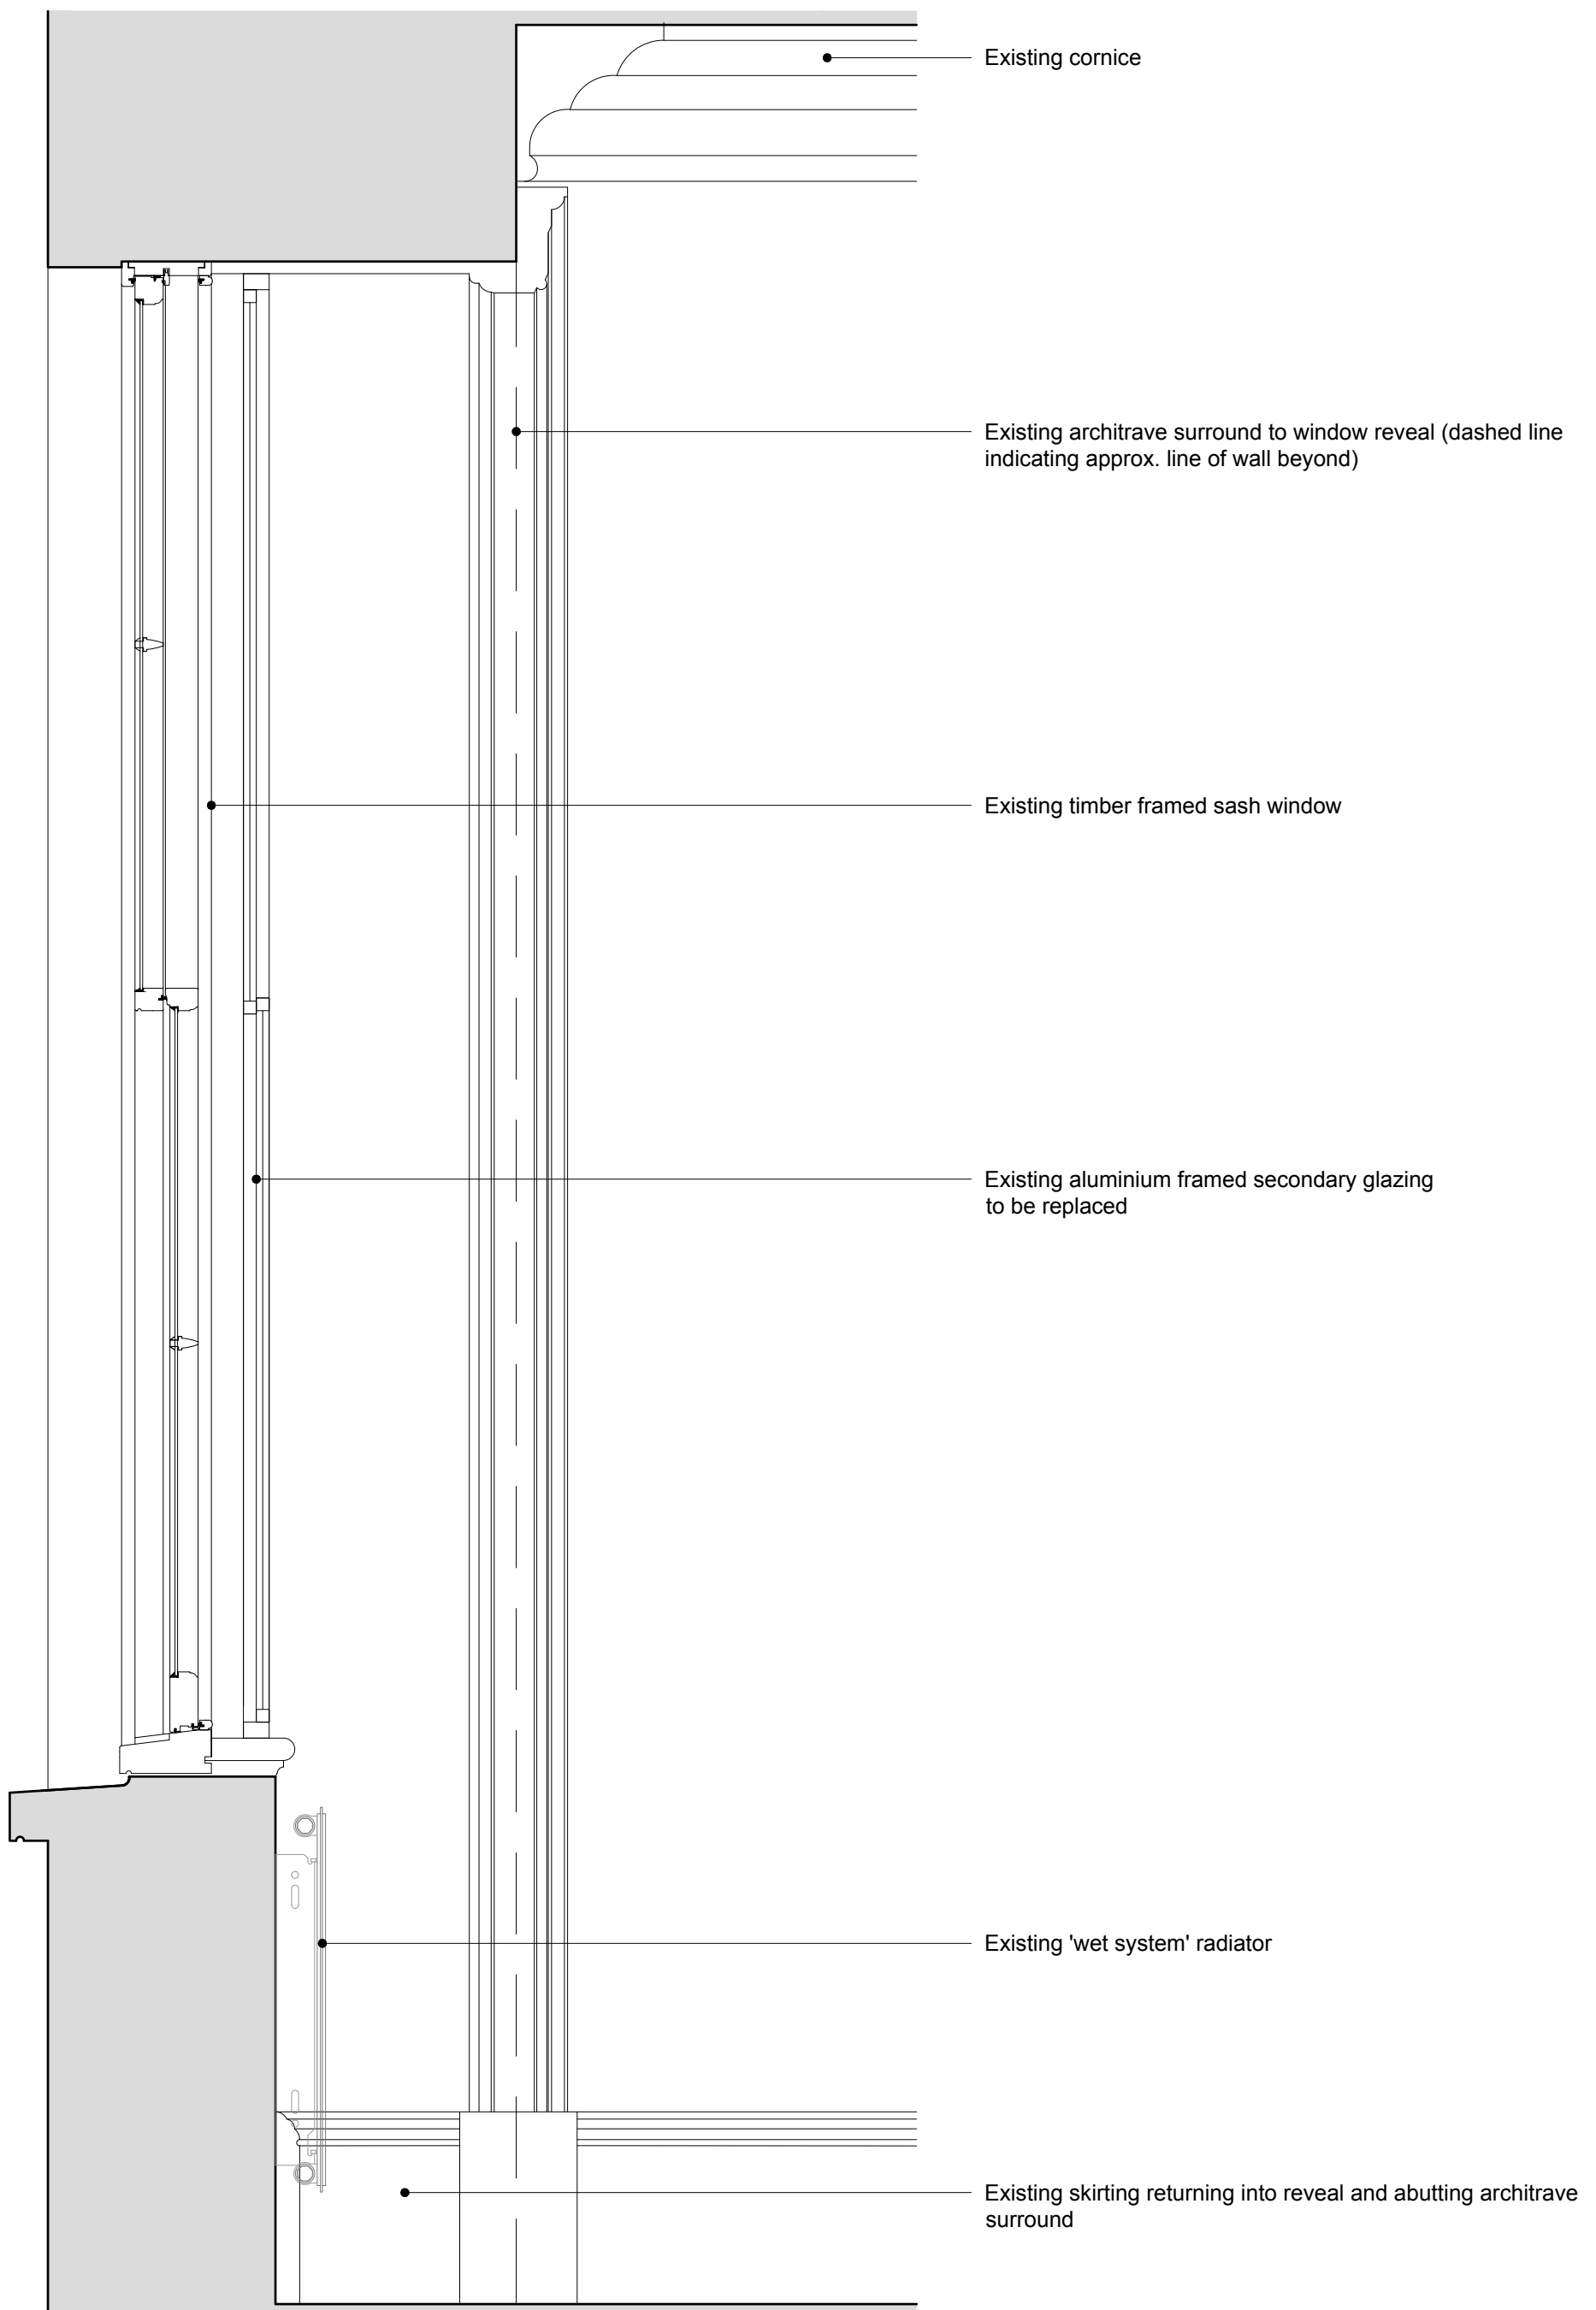 Existing cornice
Existing architrave surround to window reveal (dashed line
indicating approx. line of wall beyond)
Existing timber framed sash window
Existing aluminium framed secondary glazing
to be replaced
Existing 'wet system' radiator
Existing skirting returning into reveal and abutting architrave
surround